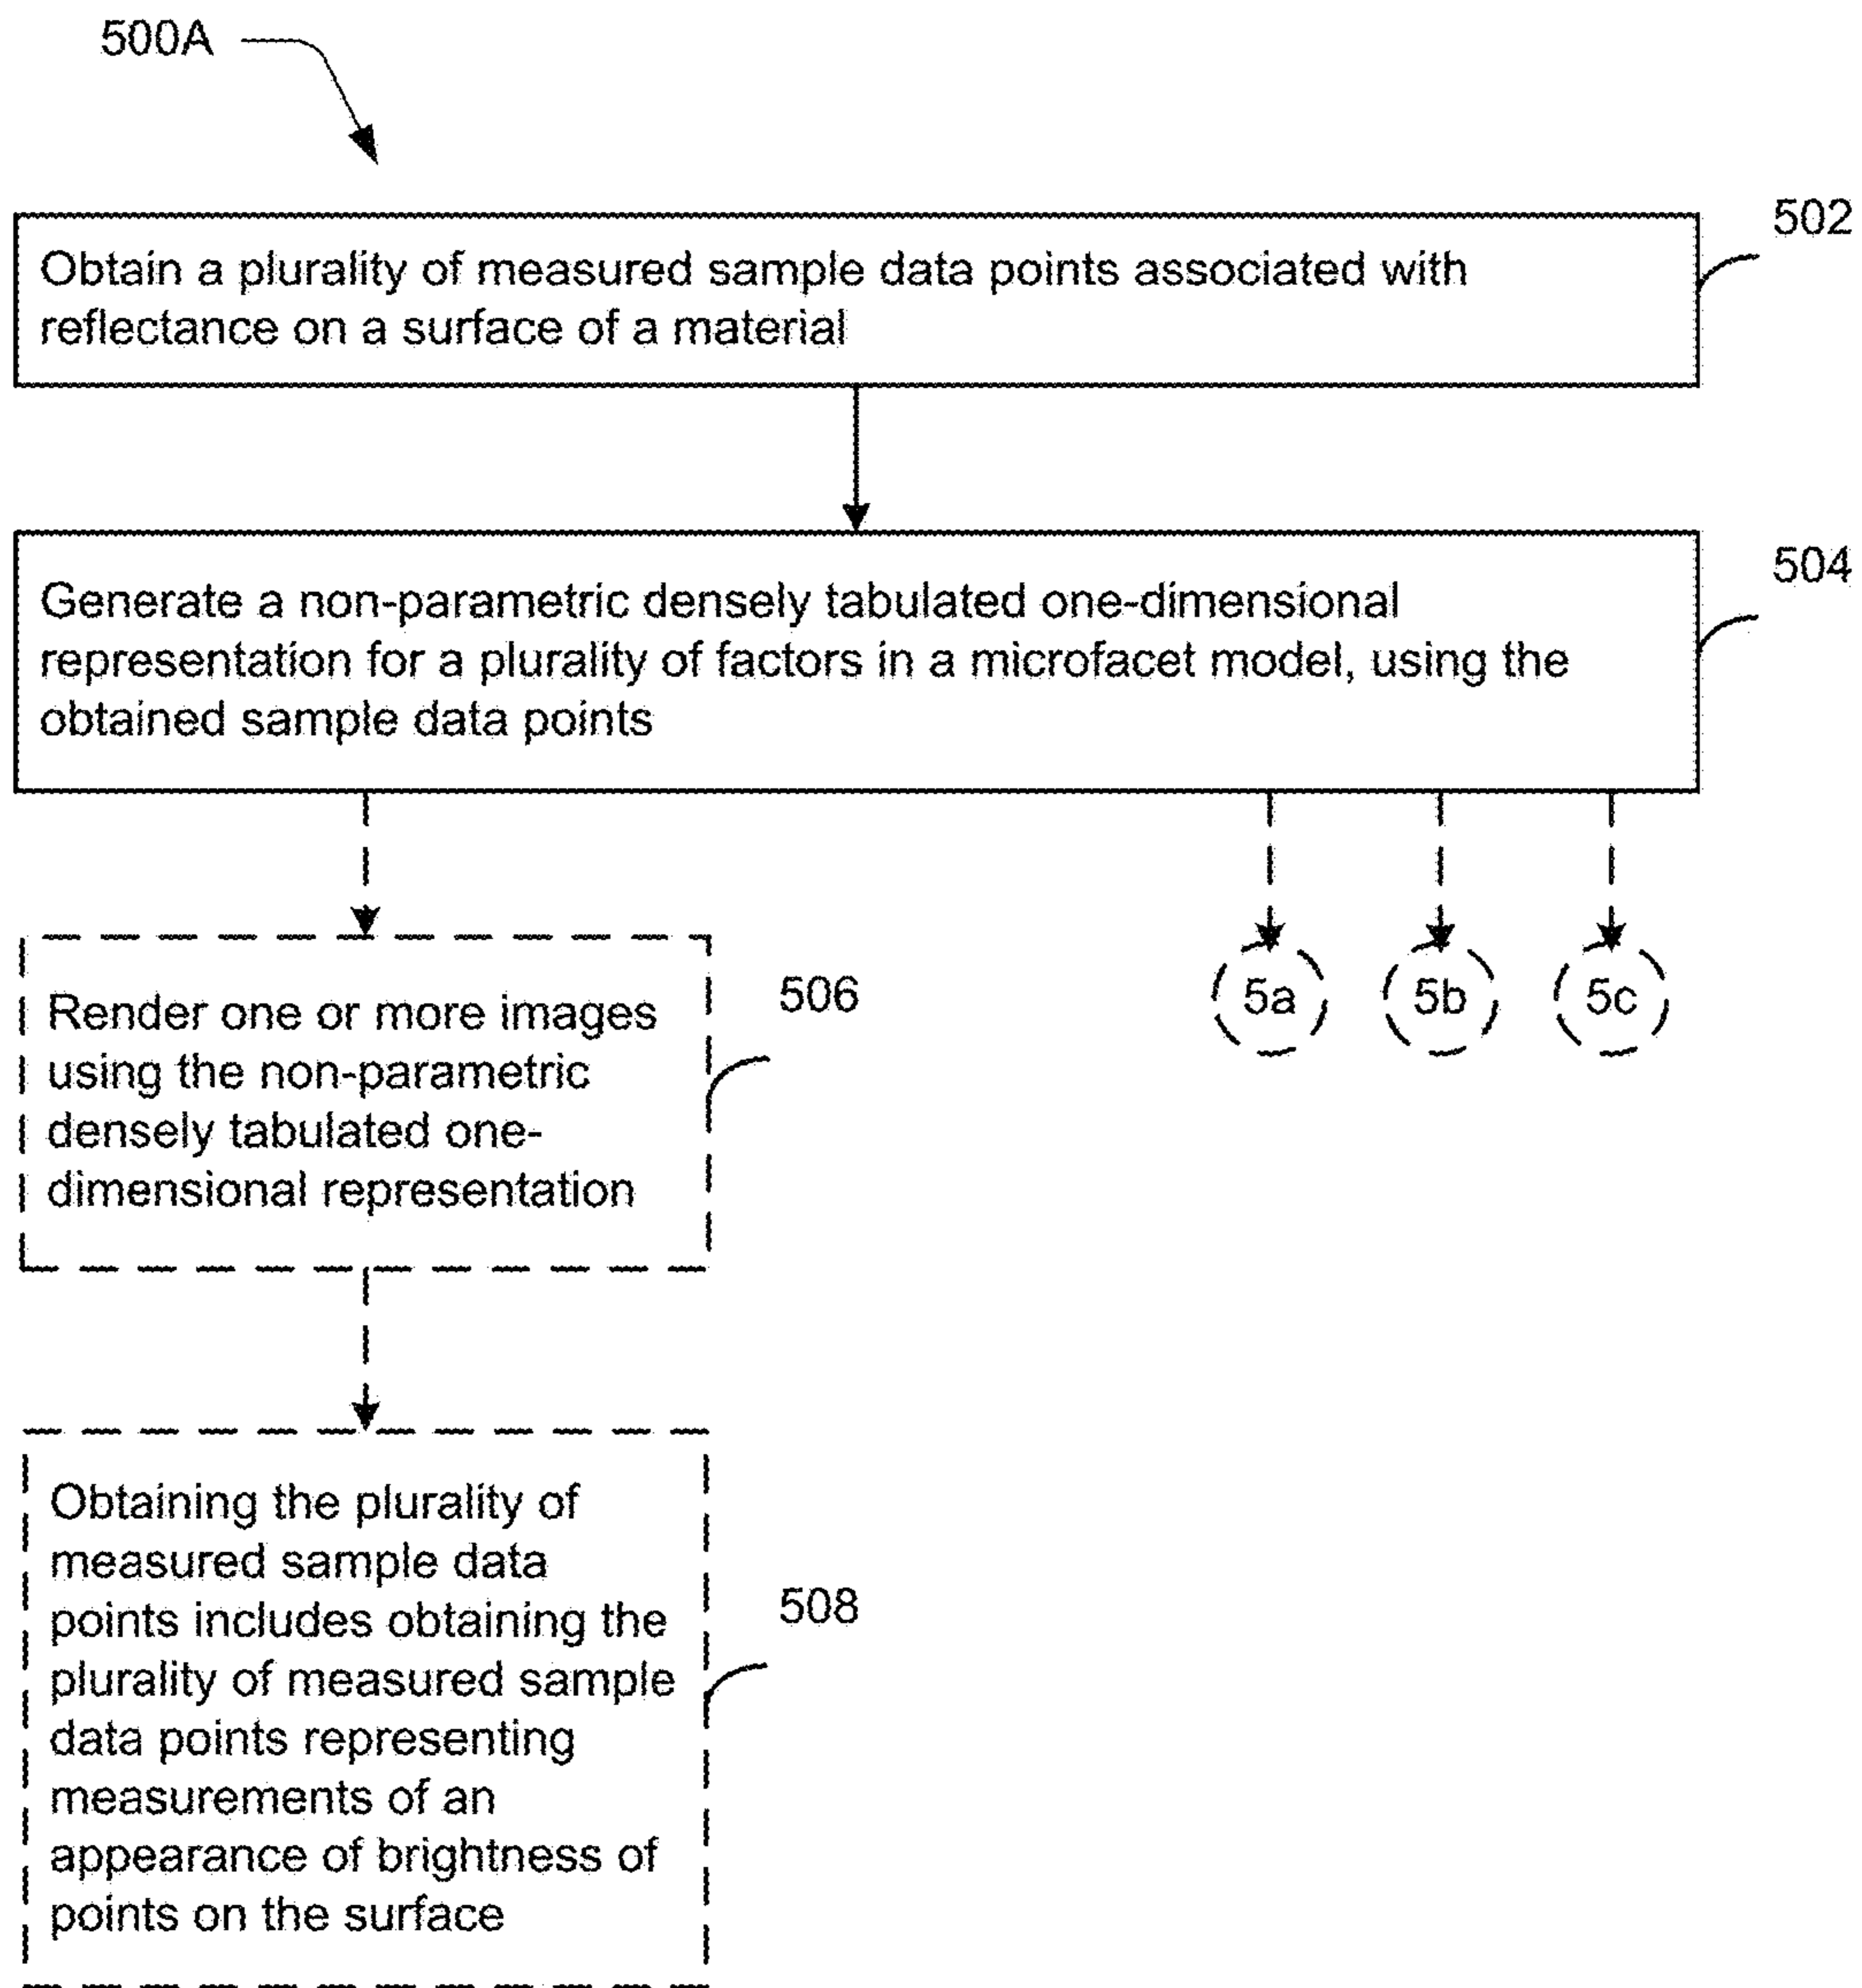 500A
502
Obtain a plurality of measured sample data points associated with
reflectance on a surface of a material
504
Generate a non-parametric densely tabulated one-dimensional
representation for a plurality of factors in a microfacet model, using the
obtained sample data points
506
Render one or more images
using the non-parametric
densely tabulated one-
dimensional representation
5a
5b
5c
508
Obtaining the plurality of
measured sample data
points includes obtaining the
plurality of measured sample
data points representing
measurements of an
appearance of brightness of
points on the surface